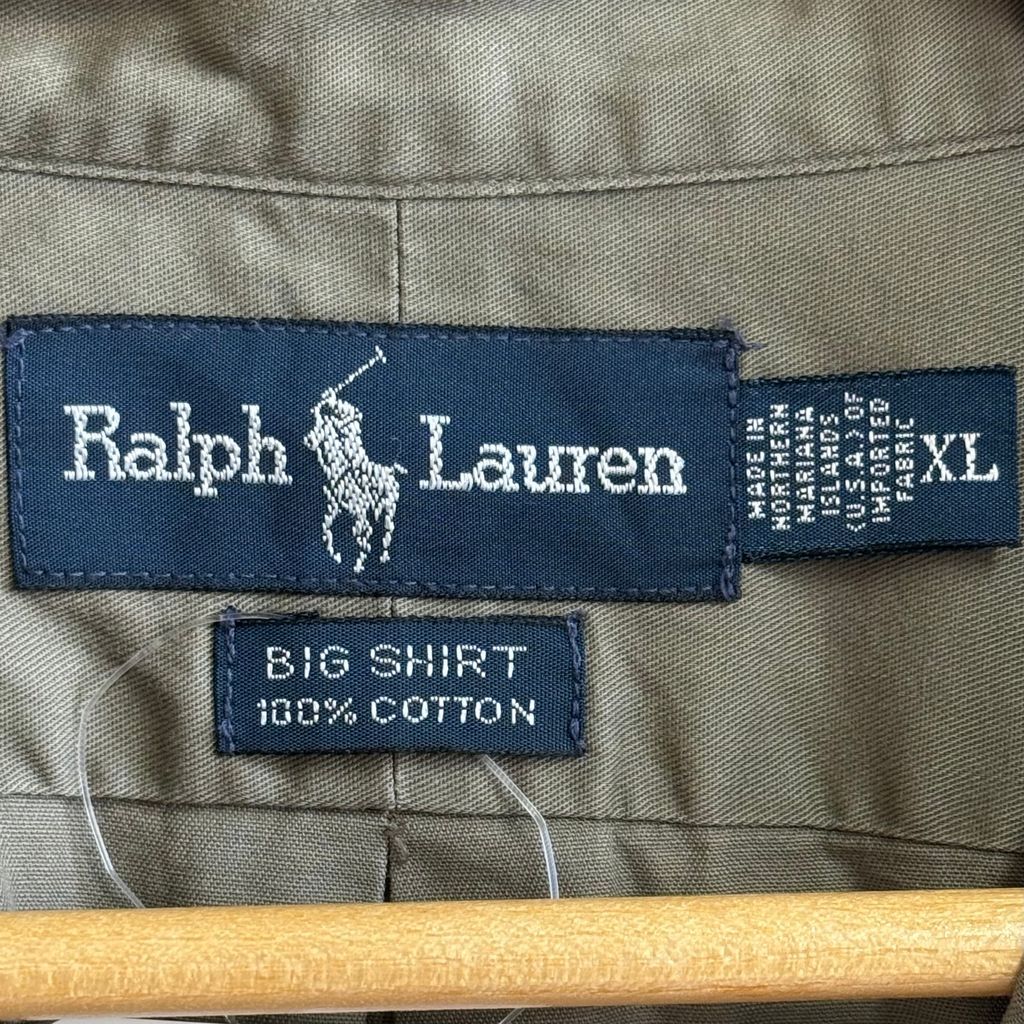 Ralph Lauren
MADE IN
NORTHERN
MARIANA
ISLANDS
(U.S.A.) OF
IMPORTED
FABRIC
XL
BIG SHIRT
100% COTTON